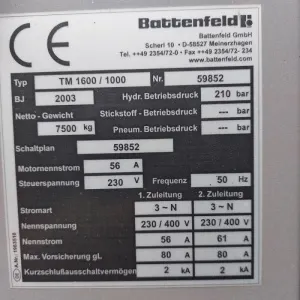 CE
Battenfeld
Battenfeld GmbH
Scherl 10 • D-58527 Meinerzhagen
Tel. ++49 2354/72-0 • Fax ++49 2354/72- 234
www.battenfeld.com
Typ TM 1600 / 1000 Nr. 59852
BJ 2003 Hydr. Betriebsdruck 210 bar
Netto - Gewicht Stickstoff - Betriebsdruck --- bar
7500 kg Pneum. Betriebsdruck --- bar
Schaltplan 59852
Motornennstrom 56 A
Steuerspannung 230 V Frequenz 50 Hz
1. Zuleitung 2. Zuleitung
Stromart 3 ~ N 3 ~ N
Nennspannung 230 / 400 V 230 / 400 V
Nennstrom 56 A 61 A
Max. Vorsicherung gl 80 A 80 A
Kurzschlußausschaltvermögen 2 kA 2 kA